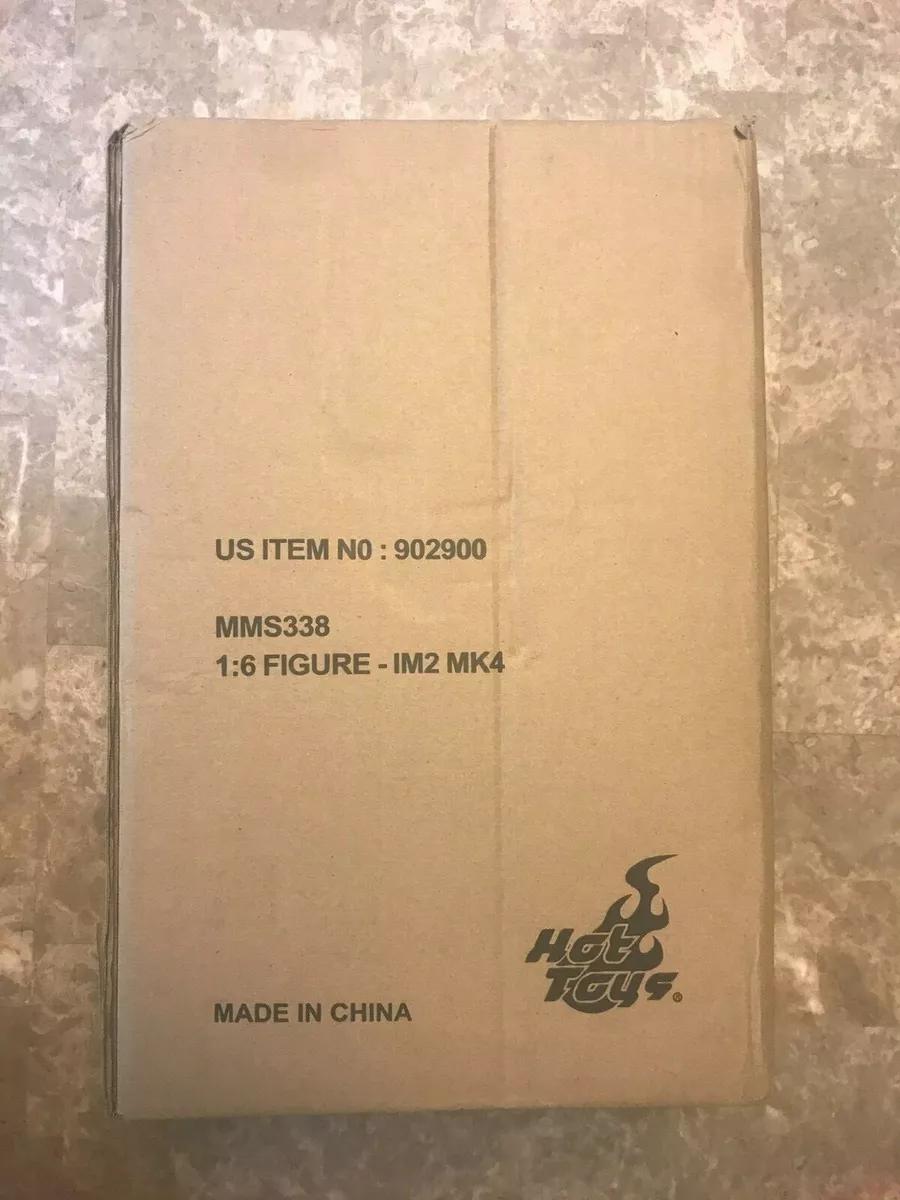 US ITEM N0 : 902900
MMS338
1:6 FIGURE - IM2 MK4
Hot
Toys®
MADE IN CHINA